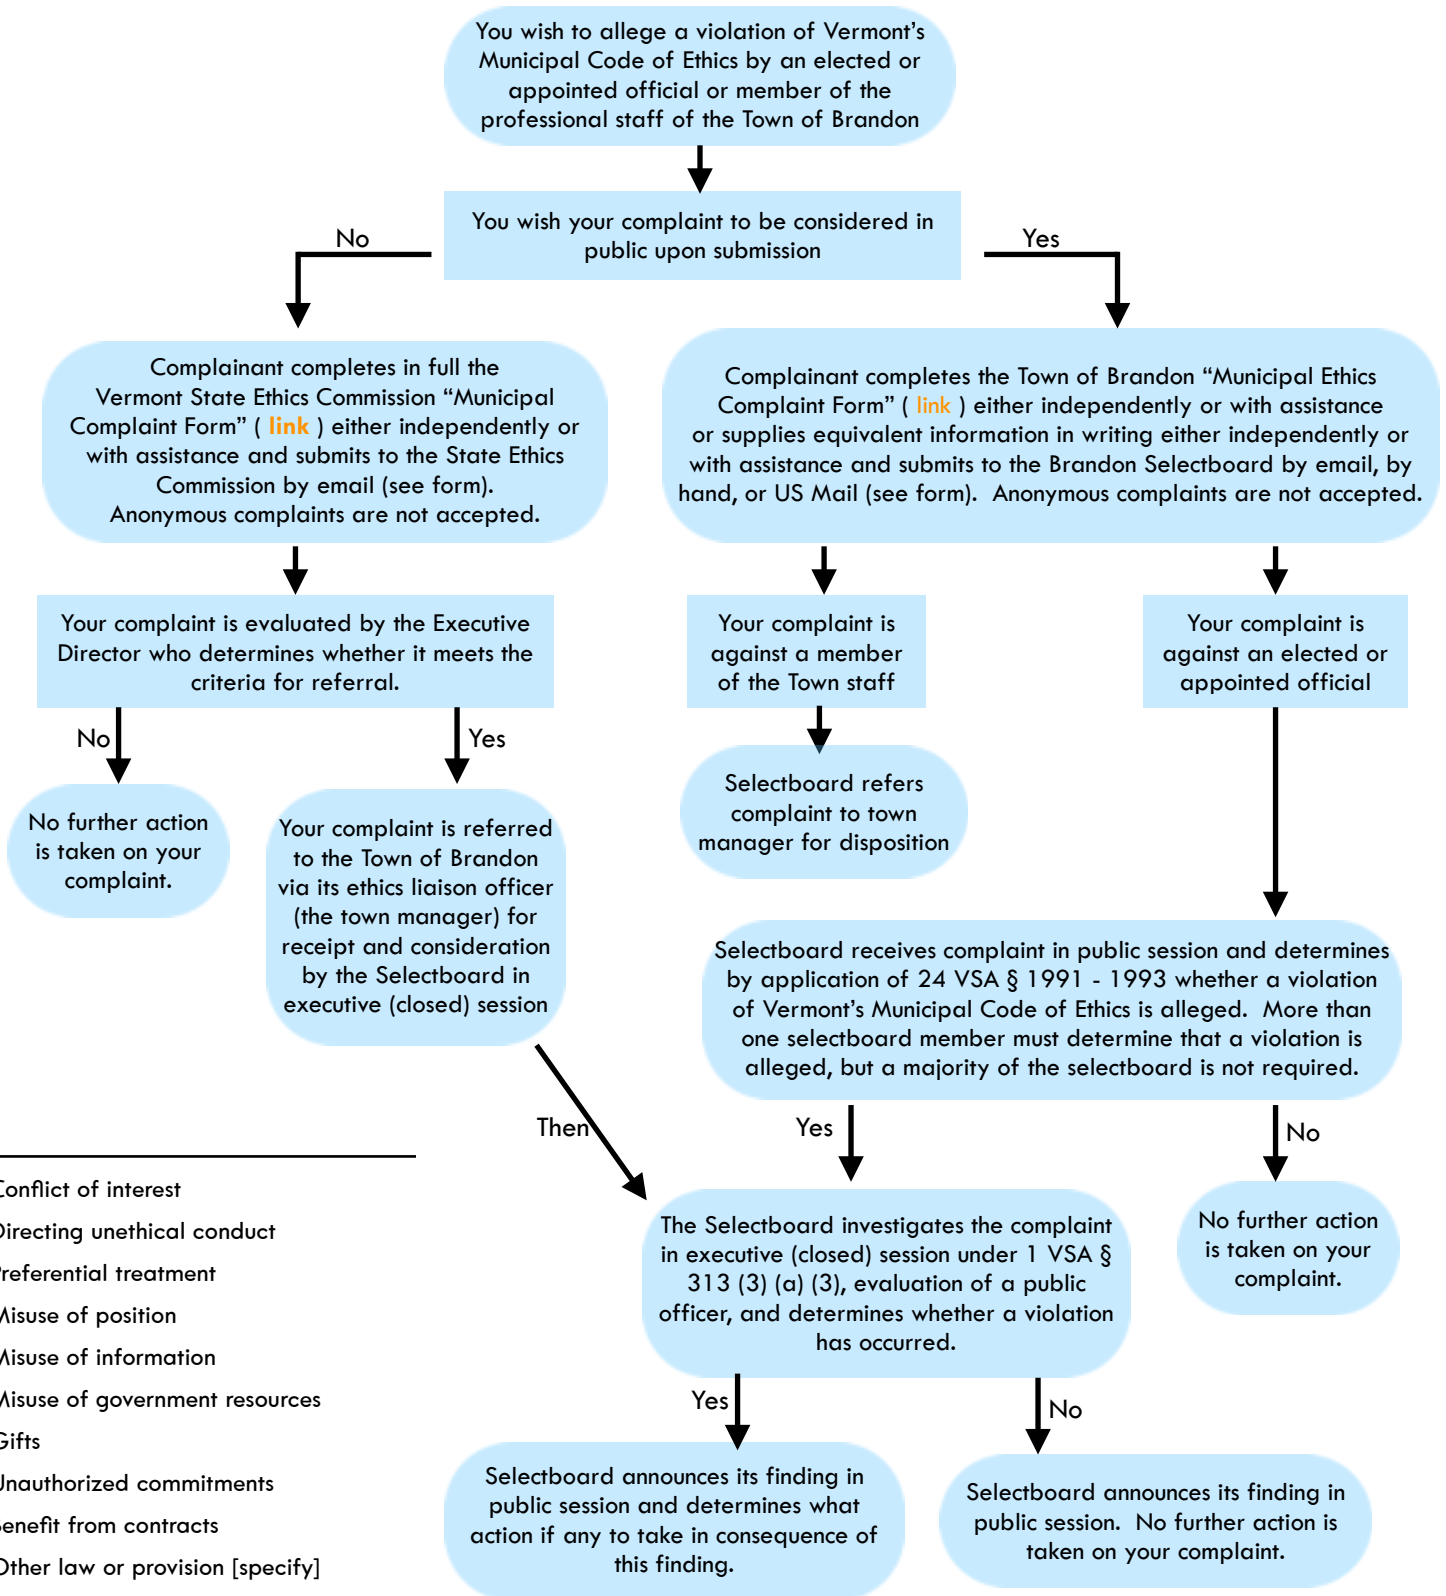 You wish to allege a violation of Vermont's
Municipal Code of Ethics by an elected or
appointed official or member of the
professional staff of the Town of Brandon
You wish your complaint to be considered in
public upon submission
No
Yes
Complainant completes in full the
Vermont State Ethics Commission “Municipal
Complaint Form” ( link ) either independently or
with assistance and submits to the State Ethics
Commission by email (see form).
Anonymous complaints are not accepted.
Complainant completes the Town of Brandon “Municipal Ethics
Complaint Form” ( link ) either independently or with assistance
or supplies equivalent information in writing either independently or
with assistance and submits to the Brandon Selectboard by email, by
hand, or US Mail (see form).  Anonymous complaints are not accepted.
Your complaint is evaluated by the Executive
Director who determines whether it meets the
criteria for referral.
Your complaint is
against a member
of the Town staff
Your complaint is
against an elected or
appointed official
No
Yes
No further action
is taken on your
complaint.
Your complaint is referred
to the Town of Brandon
via its ethics liaison officer
(the town manager) for
receipt and consideration
by the Selectboard in
executive (closed) session
Selectboard refers
complaint to town
manager for disposition
Selectboard receives complaint in public session and determines
by application of 24 VSA § 1991 - 1993 whether a violation
of Vermont's Municipal Code of Ethics is alleged.  More than
one selectboard member must determine that a violation is
alleged, but a majority of the selectboard is not required.
Then
Yes
No
The Selectboard investigates the complaint
in executive (closed) session under 1 VSA §
313 (3) (a) (3), evaluation of a public
officer, and determines whether a violation
has occurred.
No further action
is taken on your
complaint.
Yes
No
Selectboard announces its finding in
public session and determines what
action if any to take in consequence of
this finding.
Selectboard announces its finding in
public session.  No further action is
taken on your complaint.
Conflict of interest
Directing unethical conduct
Preferential treatment
Misuse of position
Misuse of information
Misuse of government resources
Gifts
Unauthorized commitments
Benefit from contracts
Other law or provision [specify]